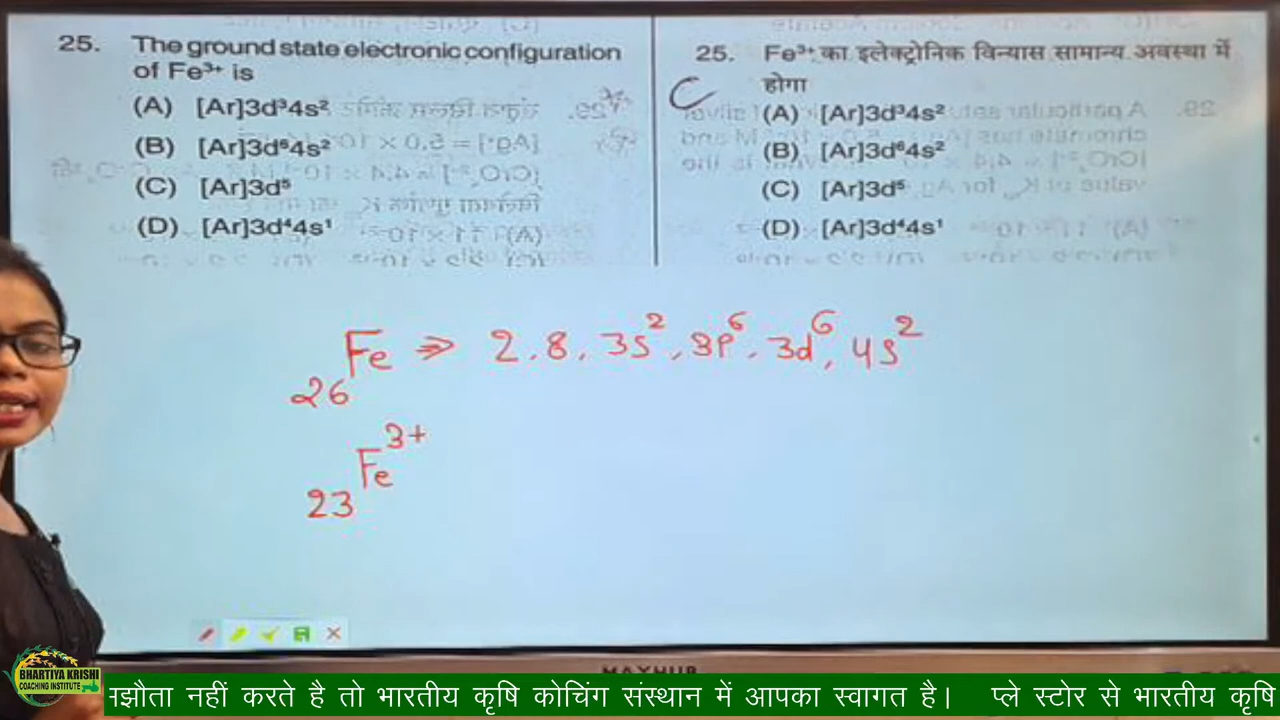 25. The ground state electronic configuration
of Fe³⁺ is
(A) [Ar]3d³4s²
(B) [Ar]3d⁶4s²
(C) [Ar]3d⁵
(D) [Ar]3d⁴4s¹
25. Fe³⁺ का इलेक्ट्रोनिक विन्यास सामान्य अवस्था में
होगा
C
(A) [Ar]3d³4s²
(B) [Ar]3d⁶4s²
(C) [Ar]3d⁵
(D) [Ar]3d⁴4s¹
₂₆Fe ⇒ 2, 8, 3s², 3p⁶, 3d⁶, 4s²
₂₃Fe³⁺
MAXHUB
BHARTIYA KRISHI
COACHING INSTITUTE
मझौता नहीं करते है तो भारतीय कृषि कोचिंग संस्थान में आपका स्वागत है। प्ले स्टोर से भारतीय कृषि